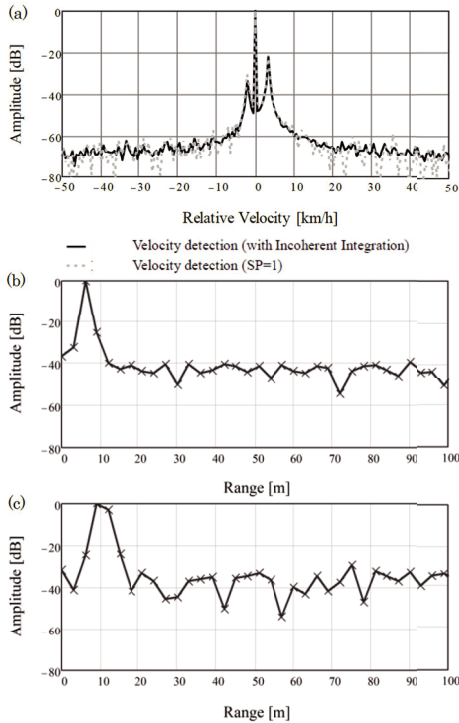 (a)
Amplitude [dB]
0
−20
−40
−60
−80
−50 −40 −30 −20 −10 0 10 20 30 40 50
Relative Velocity [km/h]
Velocity detection (with Incoherent Integration)
Velocity detection (SP=1)
(b)
Amplitude [dB]
0
−20
−40
−60
−80
0 10 20 30 40 50 60 70 80 90 100
Range [m]
(c)
Amplitude [dB]
0
−20
−40
−60
−80
0 10 20 30 40 50 60 70 80 90 100
Range [m]